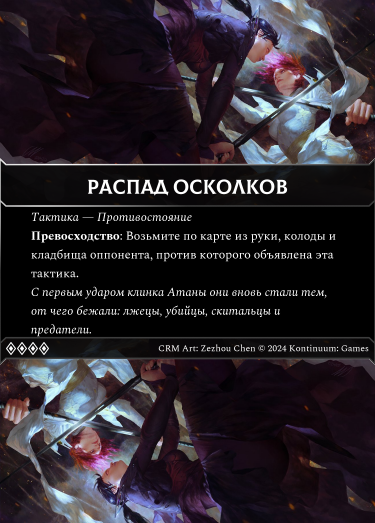 РАСПАД ОСКОЛКОВ
Тактика — Противостояние
Превосходство: Возьмите по карте из руки, колоды и
кладбища оппонента, против которого объявлена эта
тактика.
С первым ударом клинка Атаны они вновь стали тем,
от чего бежали: лжецы, убийцы, скитальцы и
предатели.
CRM Art: Zezhou Chen © 2024 Kontinuum: Games